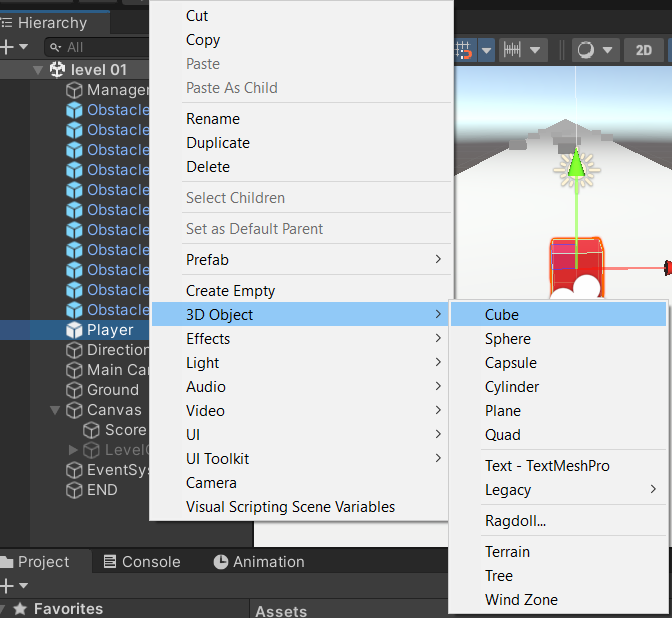 Hierarchy
All
level 01
Manager
Obstacle
Obstacle
Obstacle
Obstacle
Obstacle
Obstacle
Obstacle
Obstacle
Obstacle
Obstacle
Obstacle
Player
Direction
Main Car
Ground
Canvas
Score
LevelC
EventSys
END
Cut
Copy
Paste
Paste As Child
Rename
Duplicate
Delete
Select Children
Set as Default Parent
Prefab
Create Empty
3D Object
Effects
Light
Audio
Video
UI
UI Toolkit
Camera
Visual Scripting Scene Variables
Cube
Sphere
Capsule
Cylinder
Plane
Quad
Text - TextMeshPro
Legacy
Ragdoll...
Terrain
Tree
Wind Zone
2D
Project
Console
Animation
Favorites
Assets